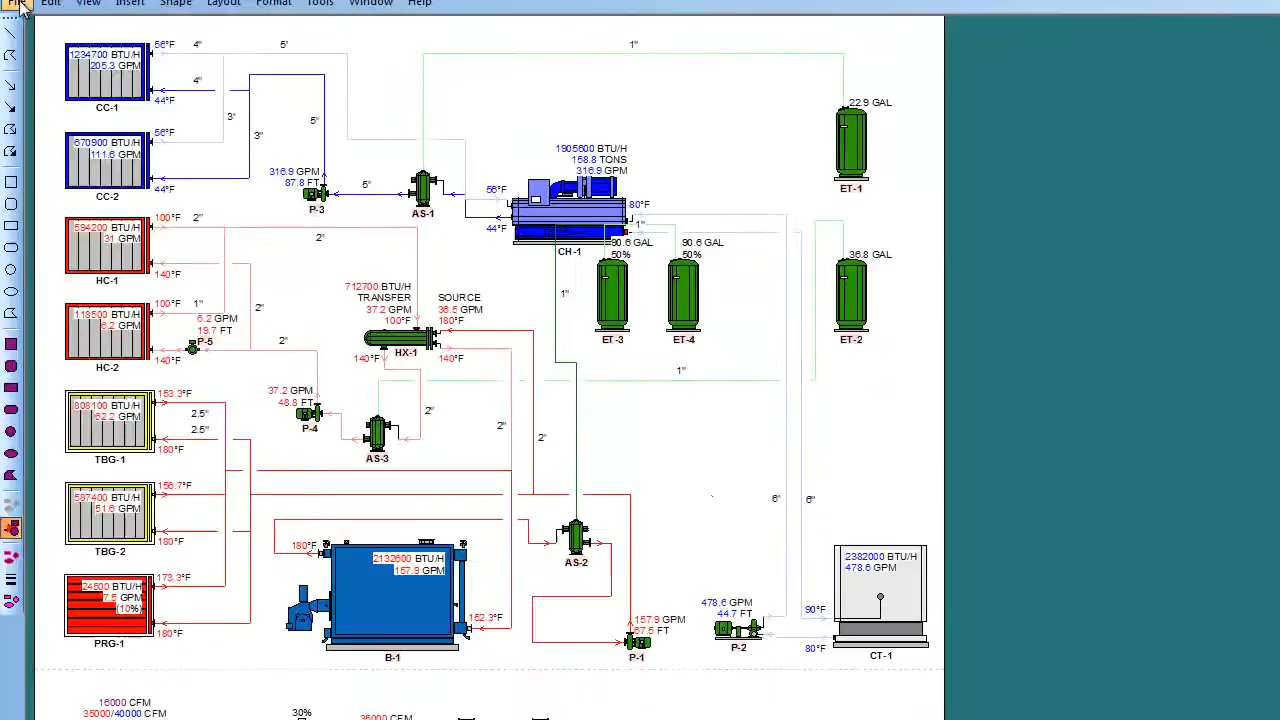 File Edit View Insert Shape Layout Format Tools Window Help
1234700 BTU/H
205.3 GPM
CC-1
56°F
4"
5'
4"
44°F
3"
3"
5"
670900 BTU/H
111.6 GPM
CC-2
56°F
44°F
316.9 GPM
87.8 FT
P-3
5"
AS-1
1"
22.9 GAL
ET-1
1905600 BTU/H
158.8 TONS
316.9 GPM
56°F
44°F
80°F
1"
CH-1
594200 BTU/H
31 GPM
HC-1
100°F
2"
2"
140°F
90.6 GAL
50%
ET-3
90.6 GAL
50%
ET-4
36.8 GAL
ET-2
1"
118500 BTU/H
6.2 GPM
HC-2
100°F
1"
6.2 GPM
19.7 FT
P-5
140°F
2"
2"
712700 BTU/H
TRANSFER
37.2 GPM
100°F
SOURCE
36.5 GPM
180°F
HX-1
140°F
140°F
1"
808100 BTU/H
62.2 GPM
TBG-1
153.3°F
2.5"
2.5"
180°F
37.2 GPM
48.8 FT
P-4
AS-3
2"
2"
2"
587400 BTU/H
51.6 GPM
TBG-2
156.7°F
180°F
6"
6"
24500 BTU/H
7.5 GPM
(10%)
PRG-1
173.3°F
180°F
180°F
2132600 BTU/H
157.9 GPM
152.3°F
B-1
AS-2
157.9 GPM
67.6 FT
P-1
478.6 GPM
44.7 FT
P-2
2382000 BTU/H
478.6 GPM
90°F
80°F
CT-1
16000 CFM
35000/40000 CFM
30%